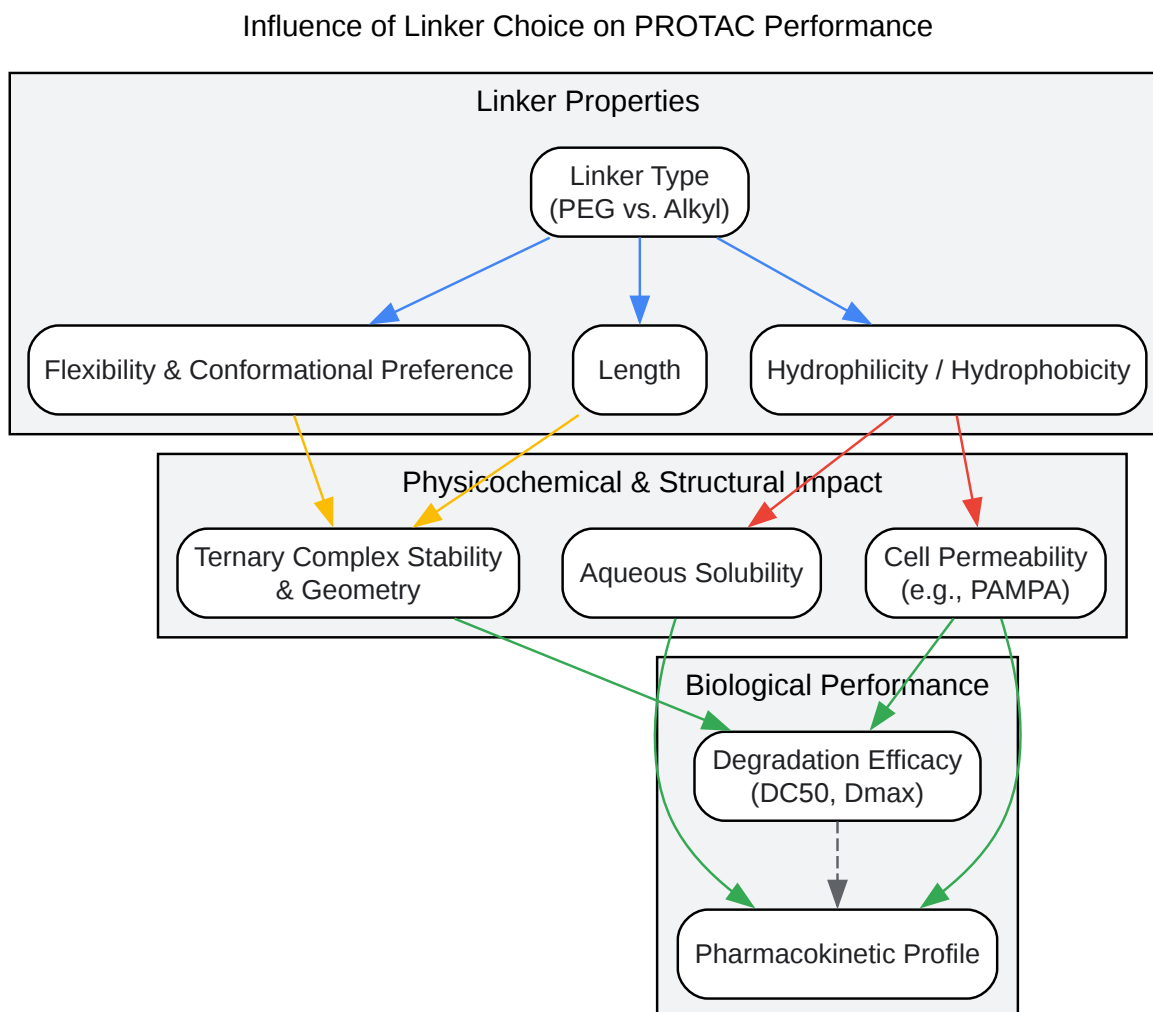 Influence of Linker Choice on PROTAC Performance
Linker Properties
Linker Type
(PEG vs. Alkyl)
Flexibility & Conformational Preference
Length
Hydrophilicity / Hydrophobicity
Physicochemical & Structural Impact
Ternary Complex Stability
& Geometry
Aqueous Solubility
Cell Permeability
(e.g., PAMPA)
Biological Performance
Degradation Efficacy
(DC50, Dmax)
Pharmacokinetic Profile